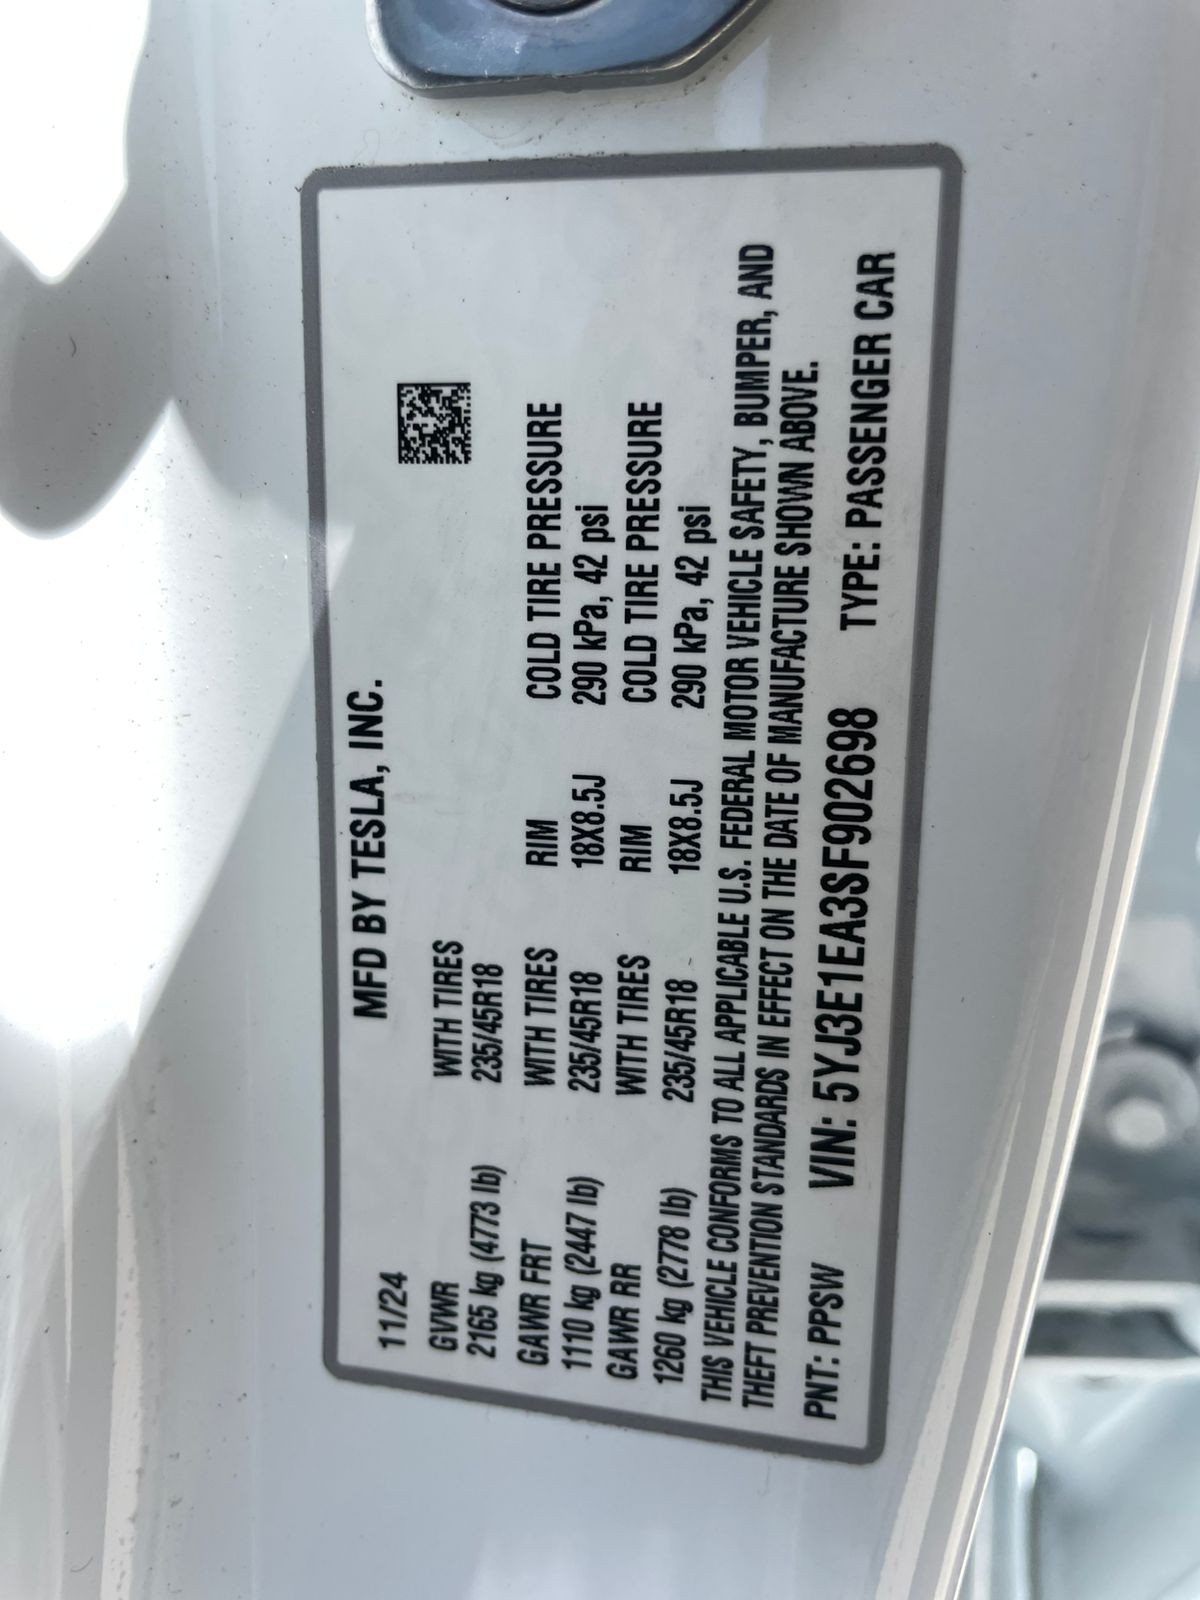 MFD BY TESLA, INC.
11/24
GVWR WITH TIRES
2165 kg (4773 lb) 235/45R18
GAWR FRT WITH TIRES RIM COLD TIRE PRESSURE
1110 kg (2447 lb) 235/45R18 18X8.5J 290 kPa, 42 psi
GAWR RR WITH TIRES RIM COLD TIRE PRESSURE
1260 kg (2778 lb) 235/45R18 18X8.5J 290 kPa, 42 psi
THIS VEHICLE CONFORMS TO ALL APPLICABLE U.S. FEDERAL MOTOR VEHICLE SAFETY, BUMPER, AND
THEFT PREVENTION STANDARDS IN EFFECT ON THE DATE OF MANUFACTURE SHOWN ABOVE.
PNT: PPSW VIN: 5YJ3E1EA3SF902698 TYPE: PASSENGER CAR